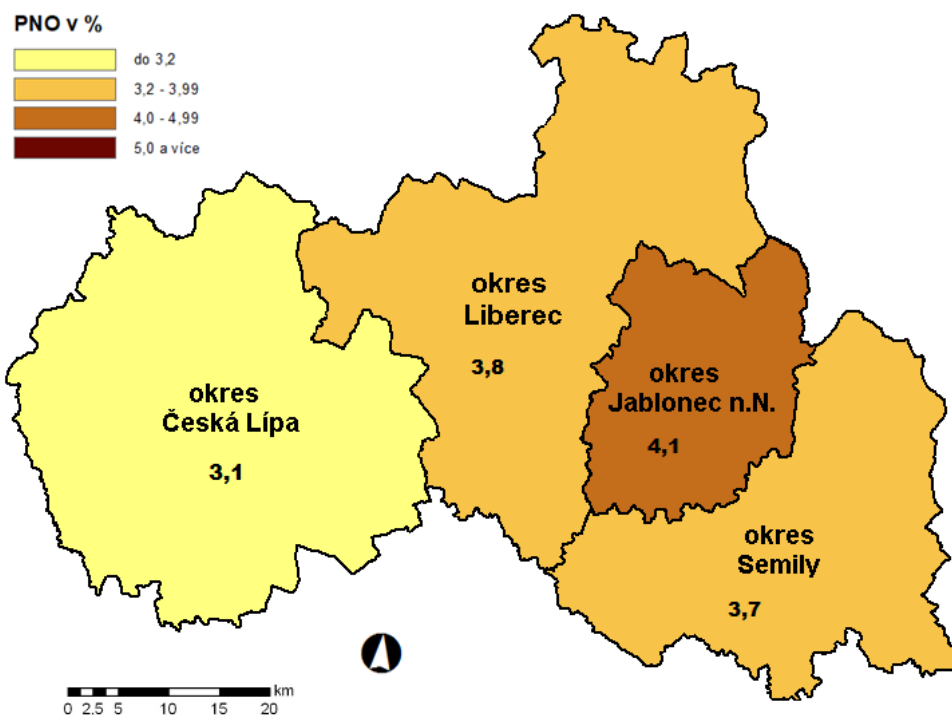 PNO v %
do 3,2
3,2 - 3,99
4,0 - 4,99
5,0 a více
okres
Liberec
3,8
okres
Jablonec n.N.
4,1
okres
Česká Lípa
3,1
okres
Semily
3,7
km
0 2.5 5 10 15 20